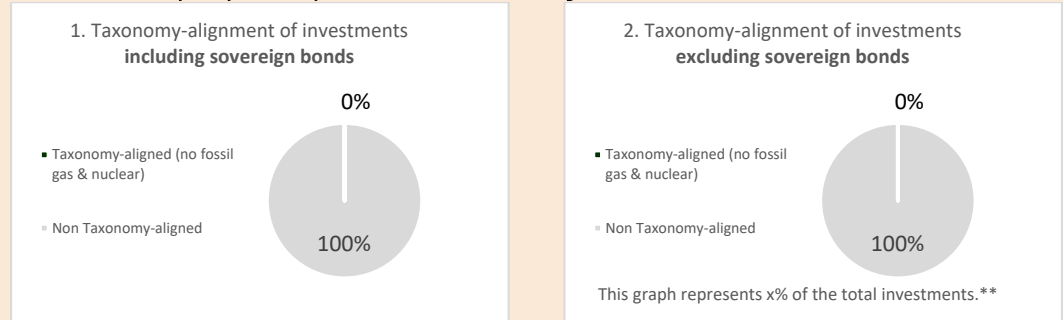 1. Taxonomy-alignment of investments
including sovereign bonds
0%
Taxonomy-aligned (no fossil
gas & nuclear)
Non Taxonomy-aligned
100%
2. Taxonomy-alignment of investments
excluding sovereign bonds
0%
Taxonomy-aligned (no fossil
gas & nuclear)
Non Taxonomy-aligned
100%
This graph represents x% of the total investments.**